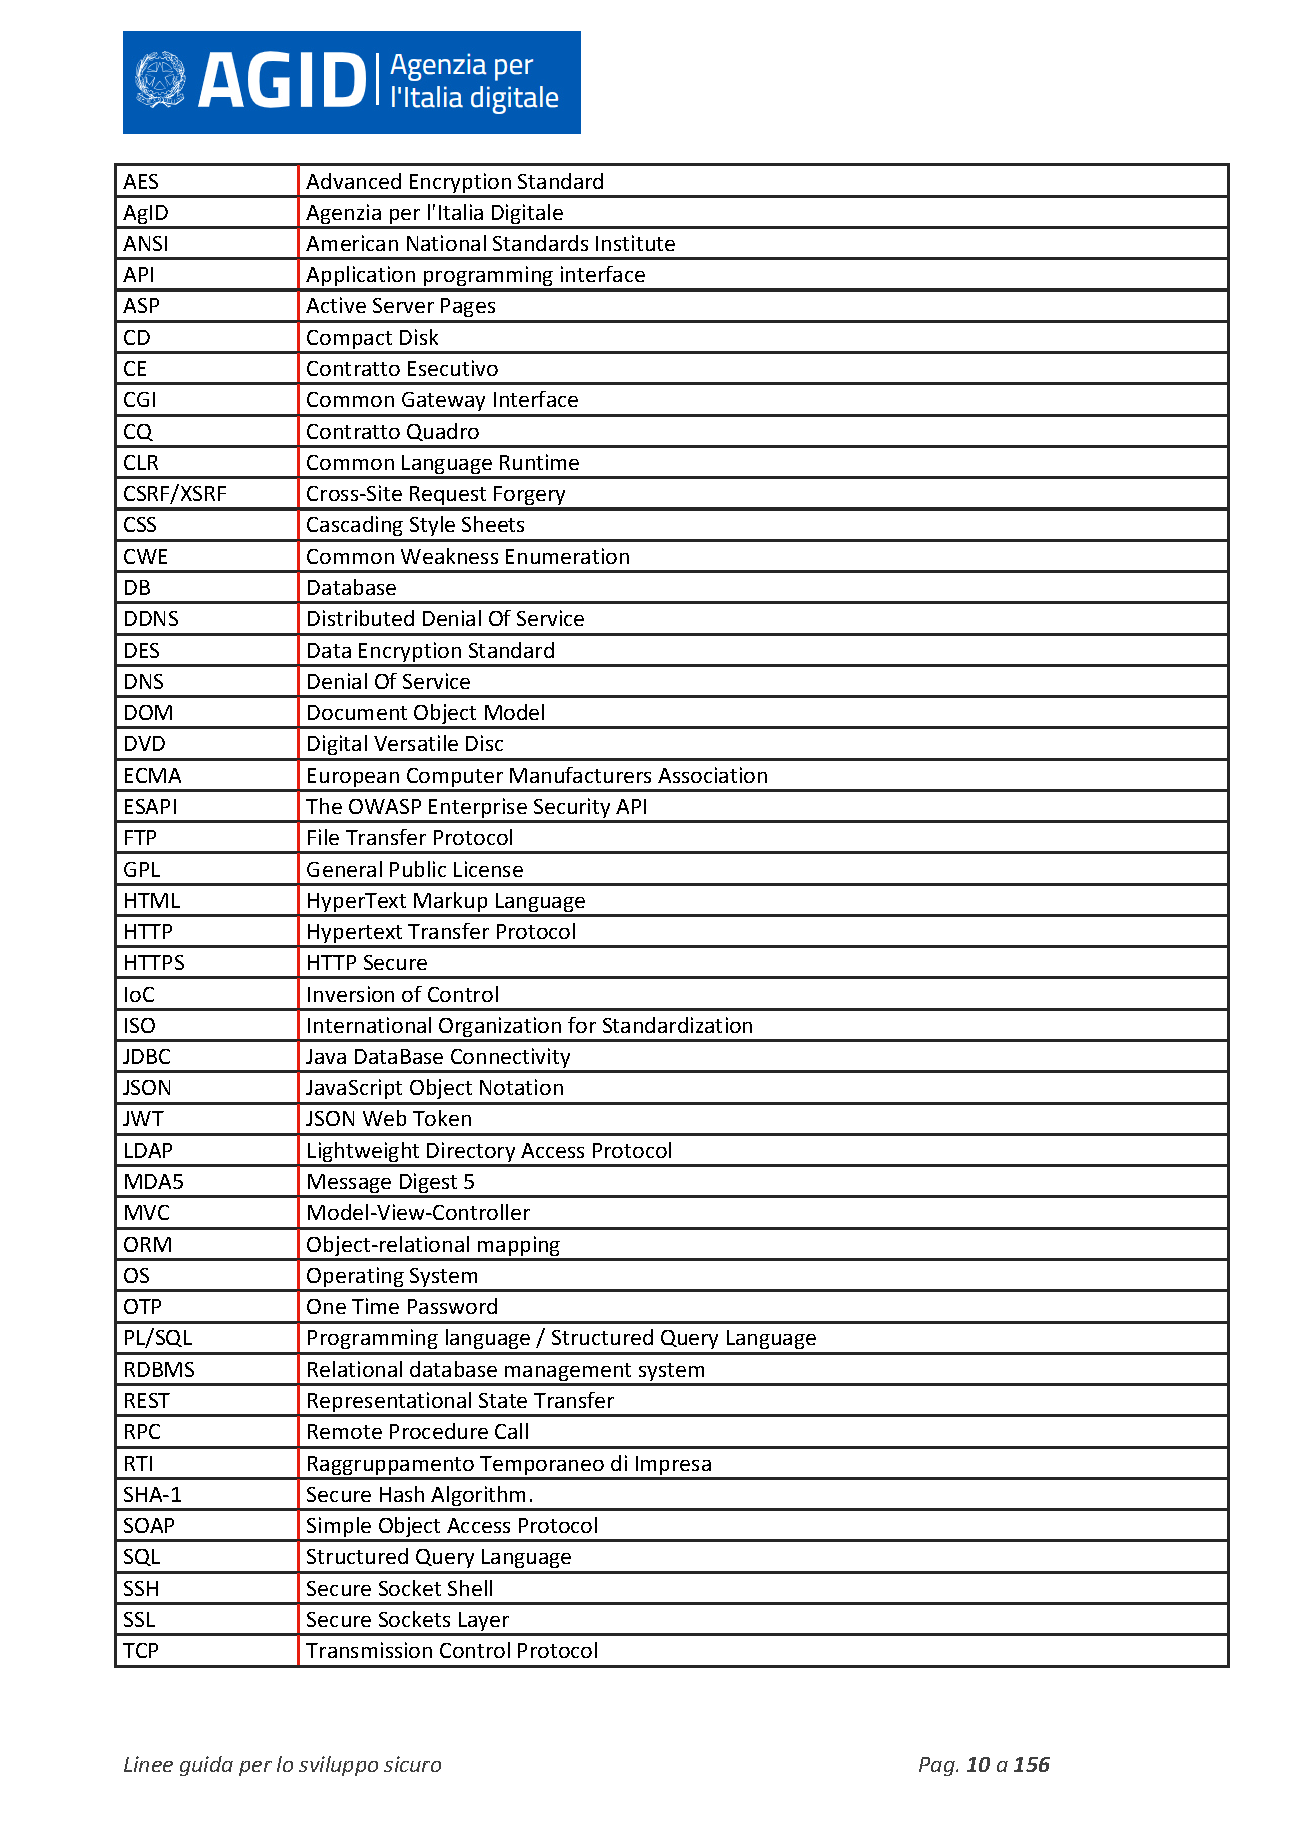 AGID Agenzia per
l'Italia digitale
AES Advanced Encryption Standard
AgID Agenzia per l'Italia Digitale
ANSI American National Standards Institute
API Application programming interface
ASP Active Server Pages
CD Compact Disk
CE Contratto Esecutivo
CGI Common Gateway Interface
CQ Contratto Quadro
CLR Common Language Runtime
CSRF/XSRF Cross-Site Request Forgery
CSS Cascading Style Sheets
CWE Common Weakness Enumeration
DB Database
DDNS Distributed Denial Of Service
DES Data Encryption Standard
DNS Denial Of Service
DOM Document Object Model
DVD Digital Versatile Disc
ECMA European Computer Manufacturers Association
ESAPI The OWASP Enterprise Security API
FTP File Transfer Protocol
GPL General Public License
HTML HyperText Markup Language
HTTP Hypertext Transfer Protocol
HTTPS HTTP Secure
IoC Inversion of Control
ISO International Organization for Standardization
JDBC Java DataBase Connectivity
JSON JavaScript Object Notation
JWT JSON Web Token
LDAP Lightweight Directory Access Protocol
MDA5 Message Digest 5
MVC Model-View-Controller
ORM Object-relational mapping
OS Operating System
OTP One Time Password
PL/SQL Programming language / Structured Query Language
RDBMS Relational database management system
REST Representational State Transfer
RPC Remote Procedure Call
RTI Raggruppamento Temporaneo di Impresa
SHA-1 Secure Hash Algorithm.
SOAP Simple Object Access Protocol
SQL Structured Query Language
SSH Secure Socket Shell
SSL Secure Sockets Layer
TCP Transmission Control Protocol
Linee guida per lo sviluppo sicuro Pag. 10 a 156